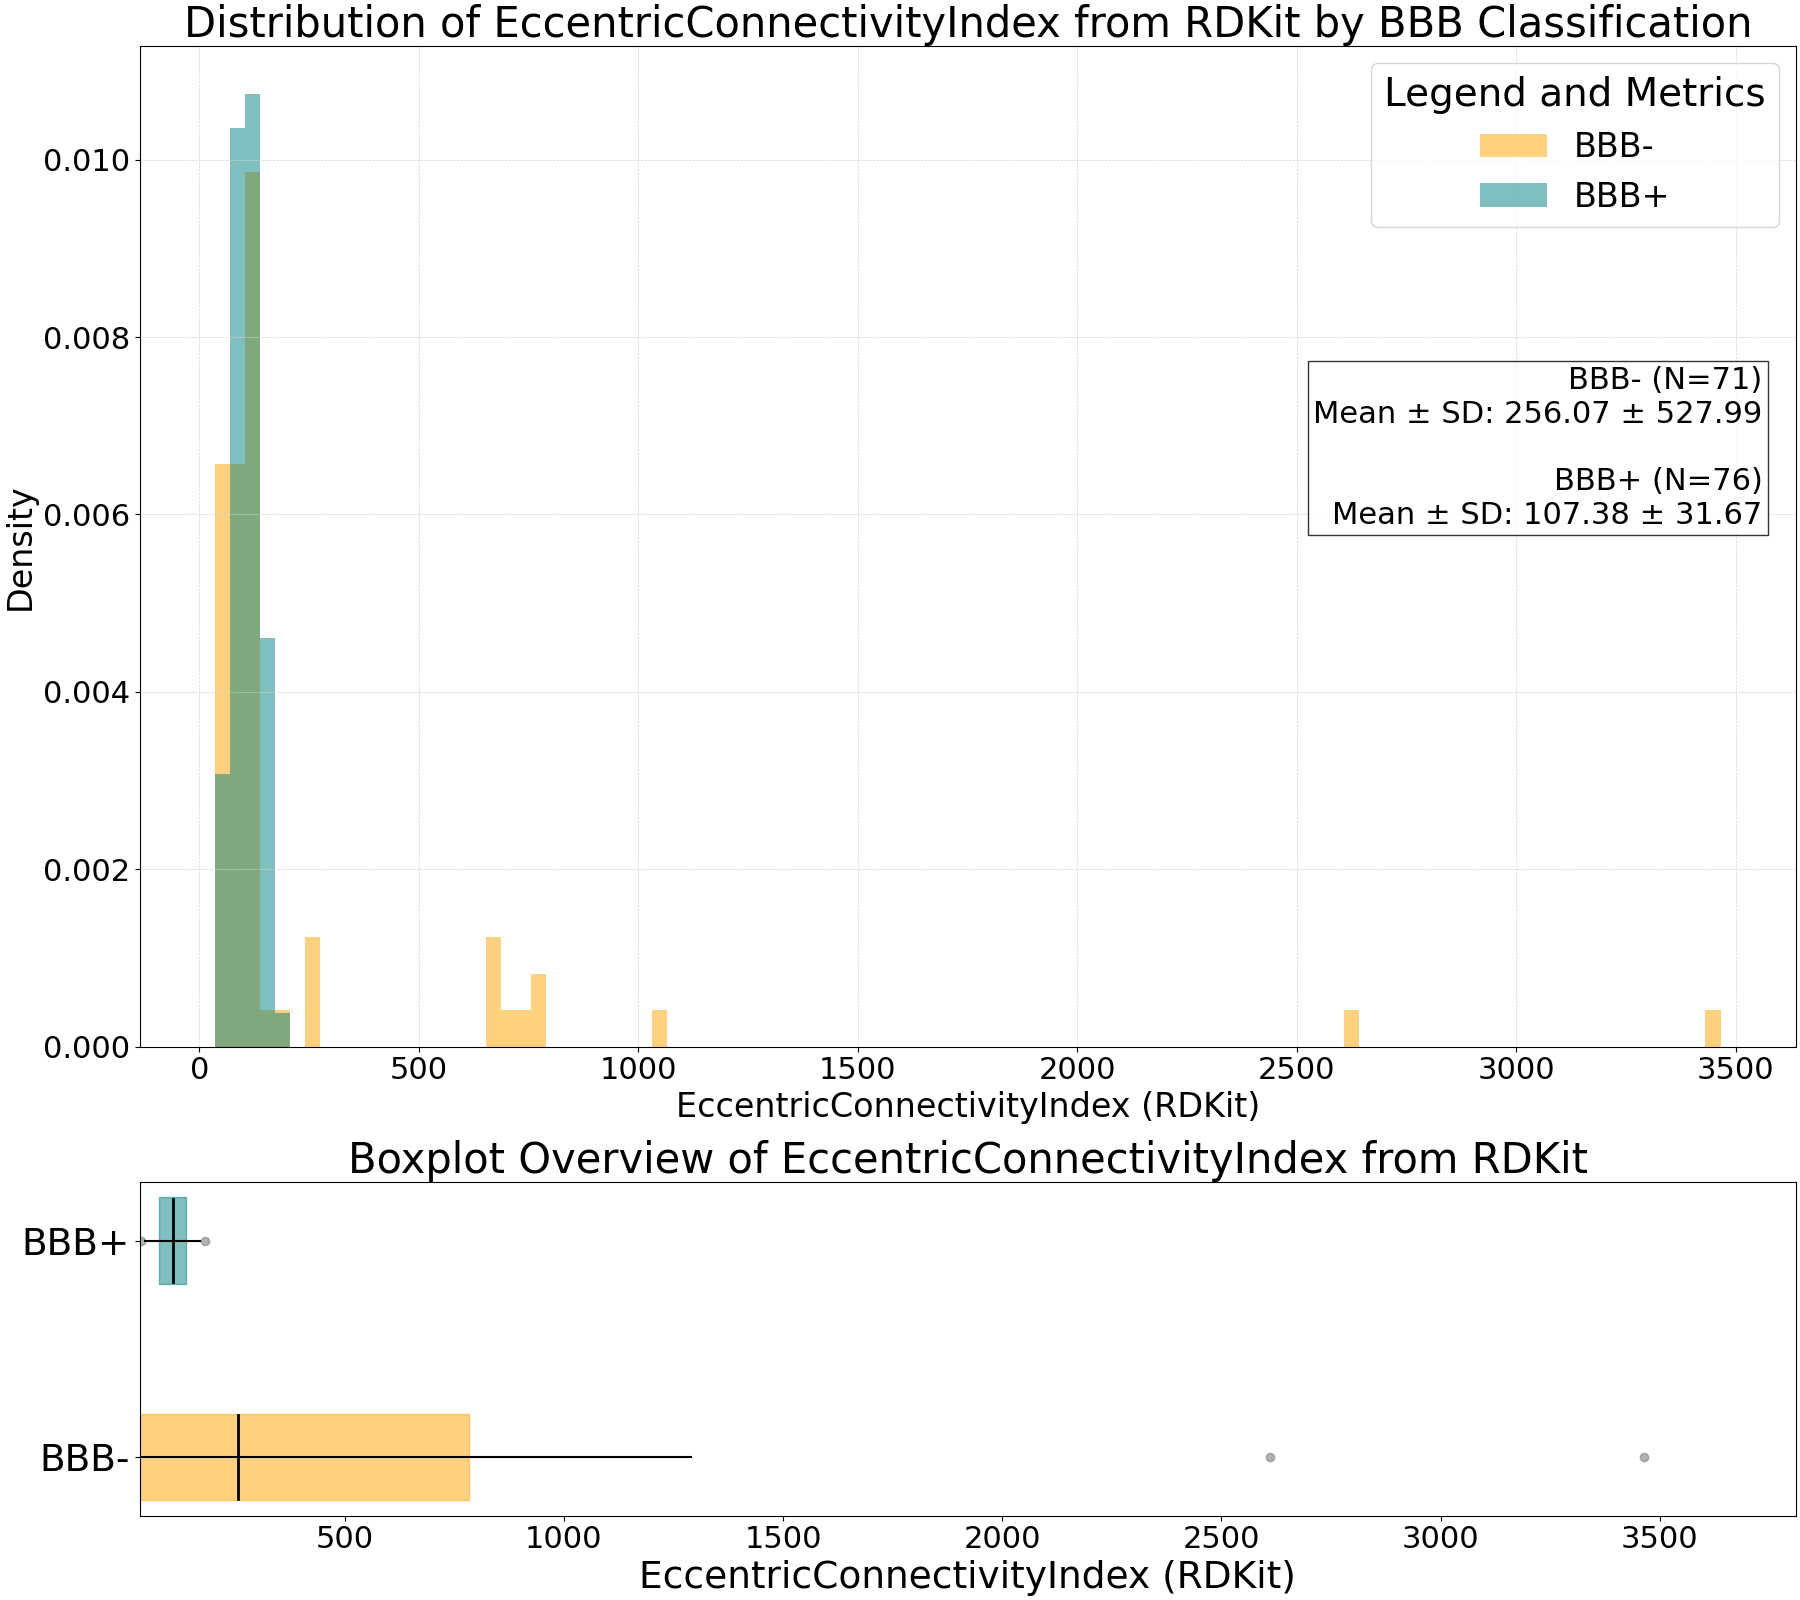 Distribution of EccentricConnectivityIndex from RDKit by BBB Classification
Legend and Metrics
BBB-
BBB+
BBB- (N=71)
Mean ± SD: 256.07 ± 527.99
BBB+ (N=76)
Mean ± SD: 107.38 ± 31.67
Density
0.010
0.008
0.006
0.004
0.002
0.000
0 500 1000 1500 2000 2500 3000 3500
EccentricConnectivityIndex (RDKit)
Boxplot Overview of EccentricConnectivityIndex from RDKit
BBB+
BBB-
500 1000 1500 2000 2500 3000 3500
EccentricConnectivityIndex (RDKit)